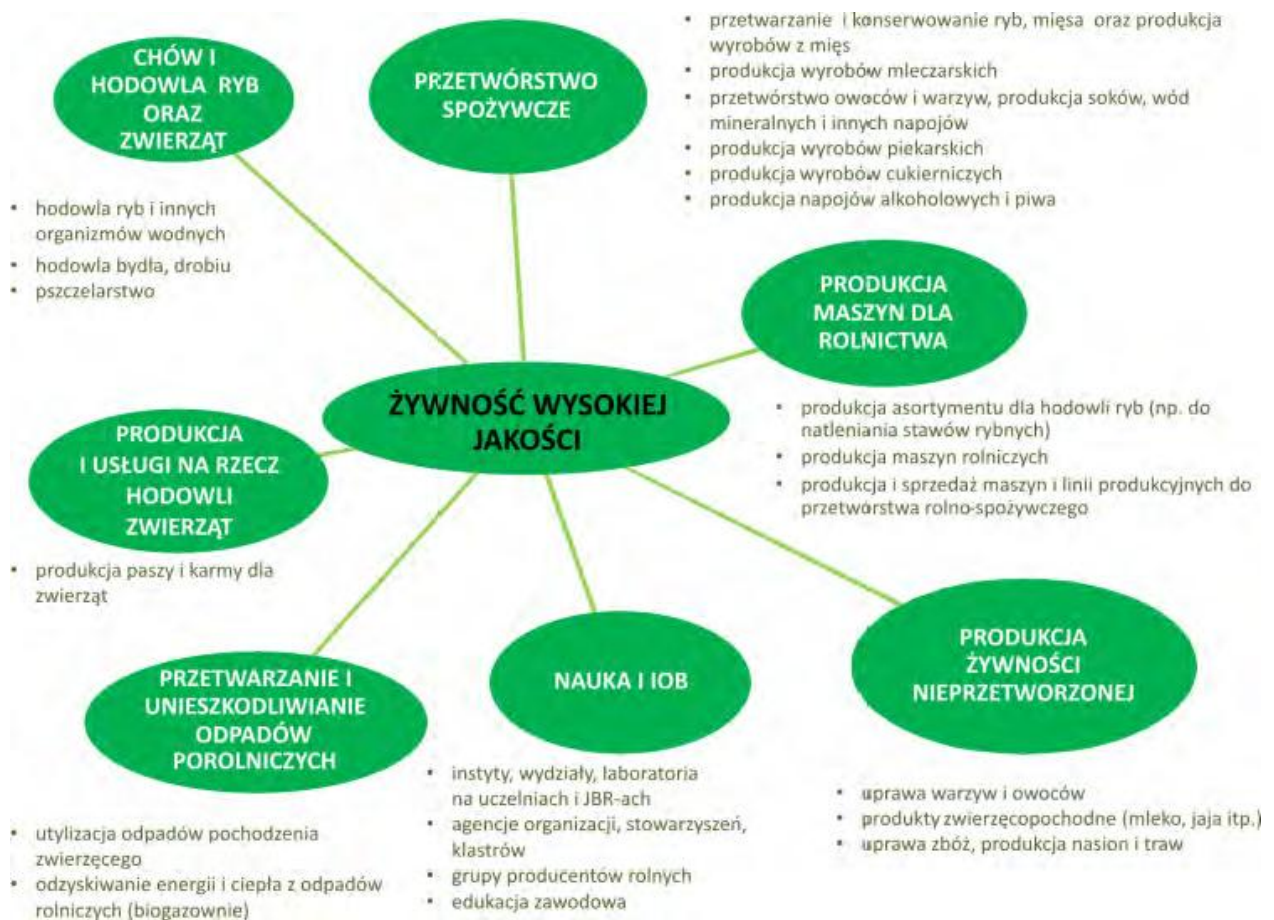 CHÓW I
HODOWLA RYB
ORAZ
ZWIERZĄT
• hodowla ryb i innych
organizmów wodnych
• hodowla bydła, drobiu
• pszczelarstwo
PRZETWÓRSTWO
SPOŻYWCZE
• przetwarzanie i konserwowanie ryb, mięsa oraz produkcja
wyrobów z mięs
• produkcja wyrobów mleczarskich
• przetwórstwo owoców i warzyw, produkcja soków, wód
mineralnych i innych napojów
• produkcja wyrobów piekarskich
• produkcja wyrobów cukierniczych
• produkcja napojów alkoholowych i piwa
PRODUKCJA
MASZYN DLA
ROLNICTWA
• produkcja asortymentu dla hodowli ryb (np. do
natleniania stawów rybnych)
• produkcja maszyn rolniczych
• produkcja i sprzedaż maszyn i linii produkcyjnych do
przetwórstwa rolno-spożywczego
ŻYWNOŚĆ WYSOKIEJ
JAKOŚCI
PRODUKCJA
I USŁUGI NA RZECZ
HODOWLI
ZWIERZĄT
• produkcja paszy i karmy dla
zwierząt
PRZETWARZANIE I
UNIESZKODLIWIANIE
ODPADÓW
POROLNICZYCH
• utylizacja odpadów pochodzenia
zwierzęcego
• odzyskiwanie energii i ciepła z odpadów
rolniczych (biogazownie)
NAUKA I IOB
• instyty, wydziały, laboratoria
na uczelniach i JBR-ach
• agencje organizacji, stowarzyszeń,
klastrów
• grupy producentów rolnych
• edukacja zawodowa
PRODUKCJA
ŻYWNOŚCI
NIEPRZETWORZONEJ
• uprawa warzyw i owoców
• produkty zwierzęcopochodne (mleko, jaja itp.)
• uprawa zbóż, produkcja nasion i traw